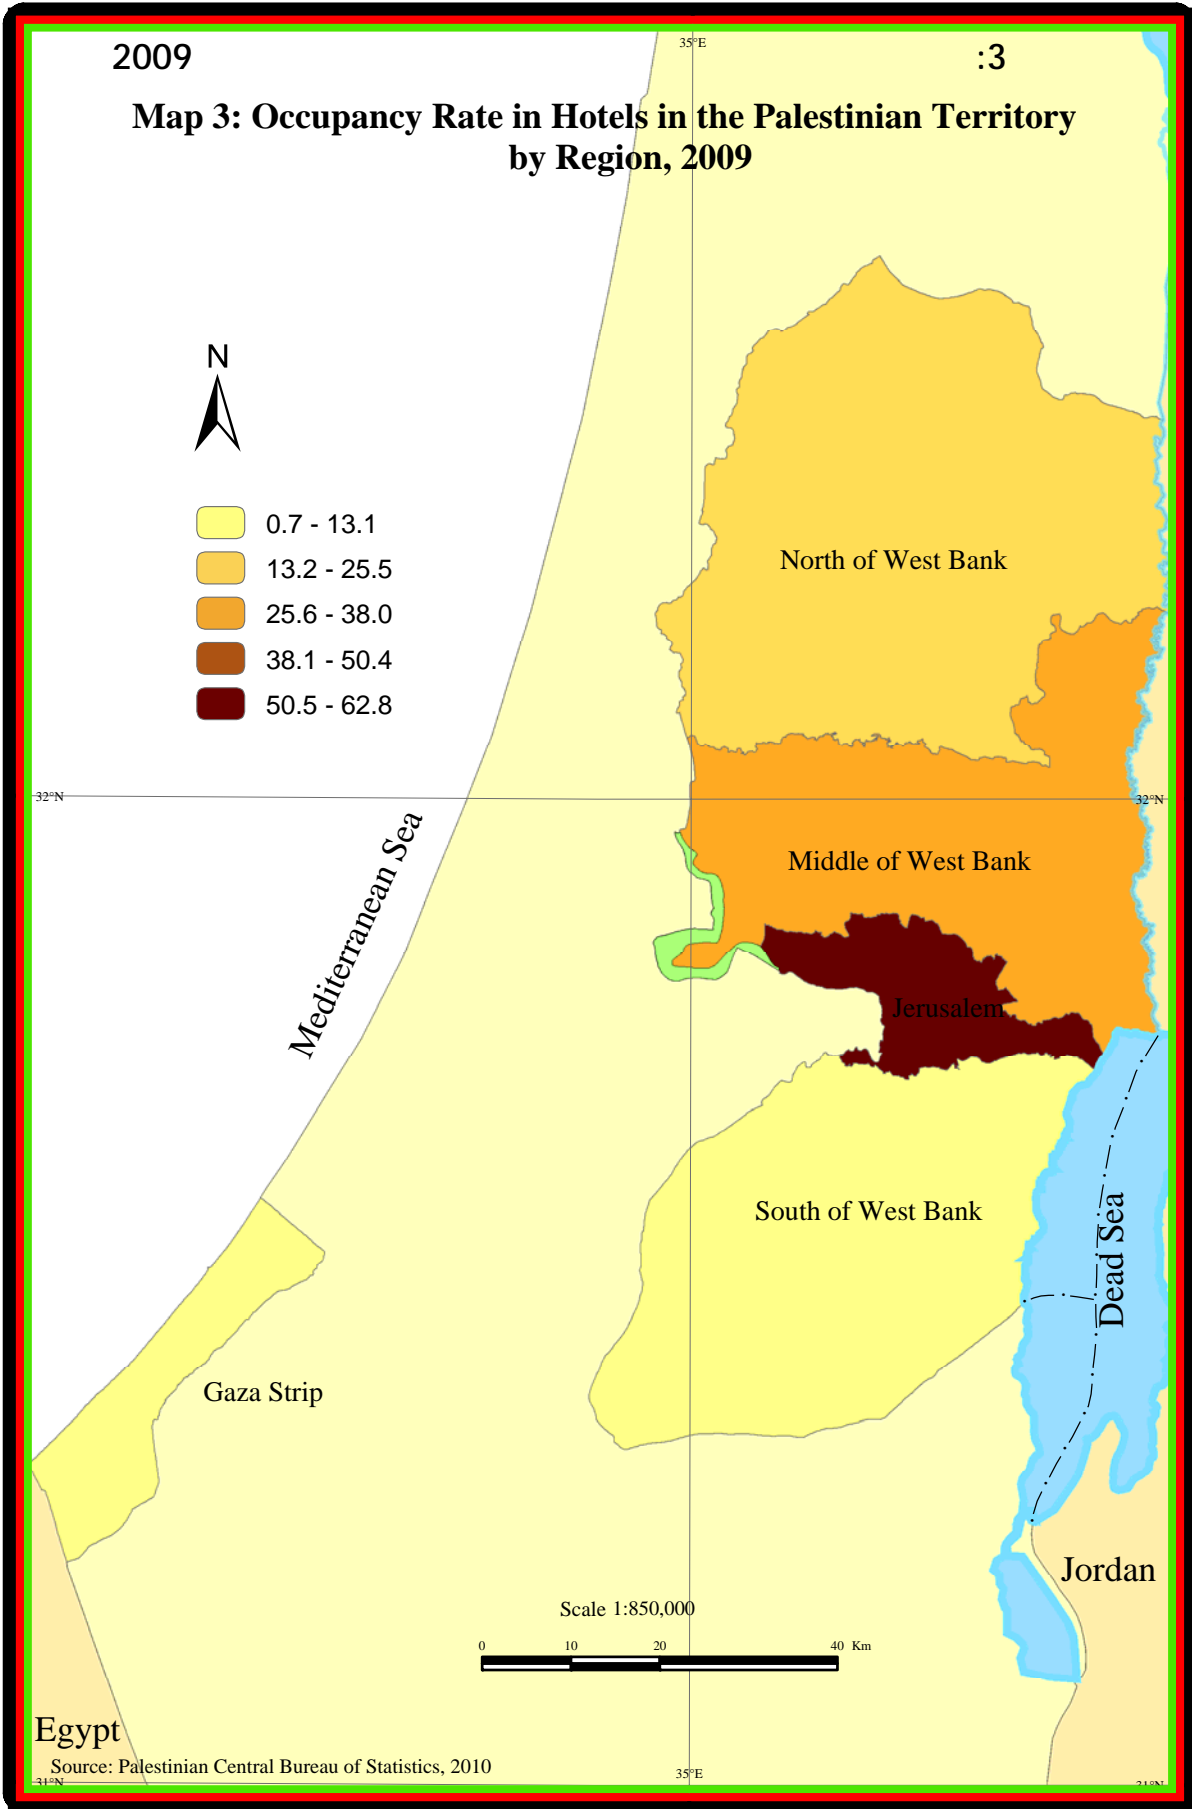 2009
:3
35°E
Map 3: Occupancy Rate in Hotels in the Palestinian Territory
by Region, 2009
N
0.7 - 13.1
13.2 - 25.5
25.6 - 38.0
38.1 - 50.4
50.5 - 62.8
North of West Bank
32°N
32°N
Mediterranean Sea
Middle of West Bank
Jerusalem
South of West Bank
Dead Sea
Gaza Strip
Jordan
Scale 1:850,000
0 10 20 40 Km
Egypt
Source: Palestinian Central Bureau of Statistics, 2010
35°E
31°N
31°N